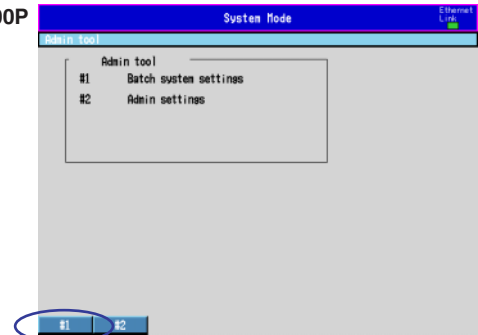 00P
System Mode
Ethernet
Link
Admin tool
Admin tool
#1 Batch system settings
#2 Admin settings
#1 #2